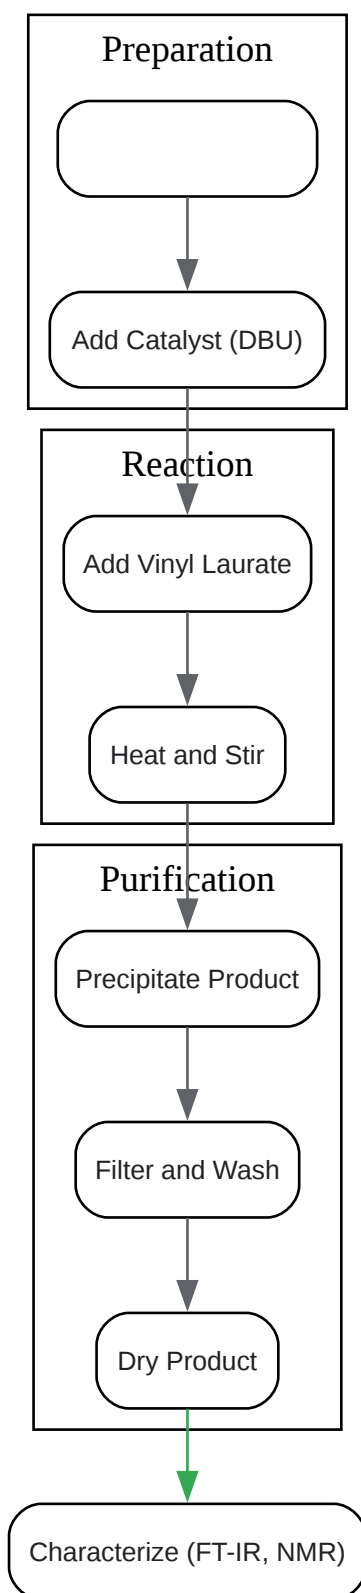 Preparation
Add Catalyst (DBU)
Reaction
Add Vinyl Laurate
Heat and Stir
Purification
Precipitate Product
Filter and Wash
Dry Product
Characterize (FT-IR, NMR)